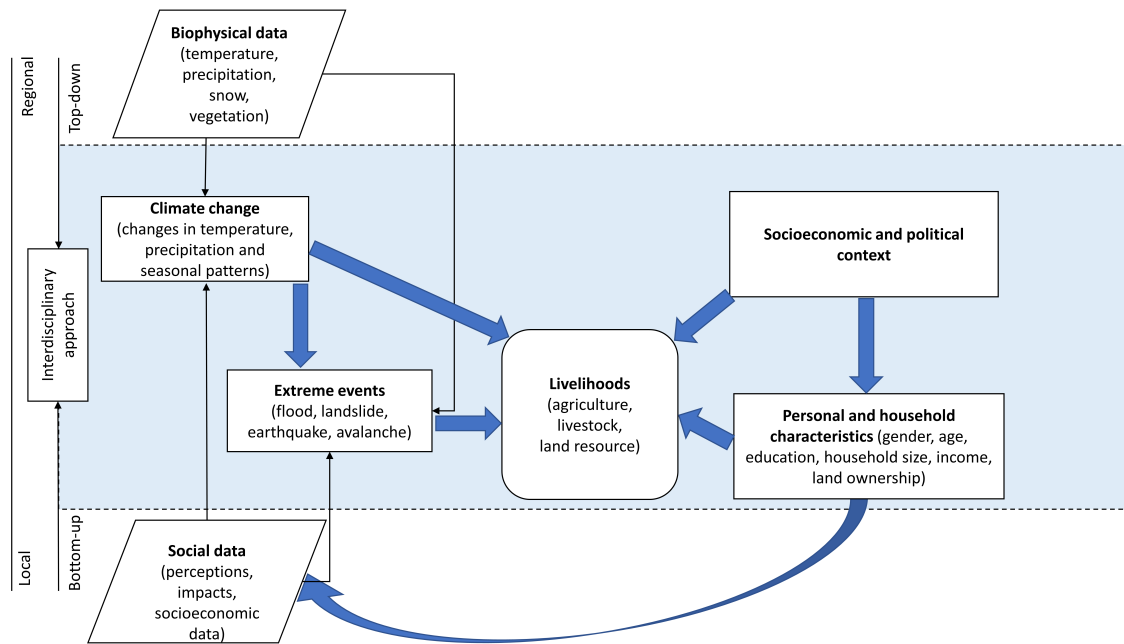 Biophysical data
(temperature,
precipitation,
snow,
vegetation)
Regional
Top-down
Climate change
(changes in temperature,
precipitation and
seasonal patterns)
Socioeconomic and political
context
Interdisciplinary
approach
Extreme events
(flood, landslide,
earthquake, avalanche)
Livelihoods
(agriculture,
livestock,
land resource)
Personal and household
characteristics (gender, age,
education, household size, income,
land ownership)
Local
Bottom-up
Social data
(perceptions,
impacts,
socioeconomic
data)